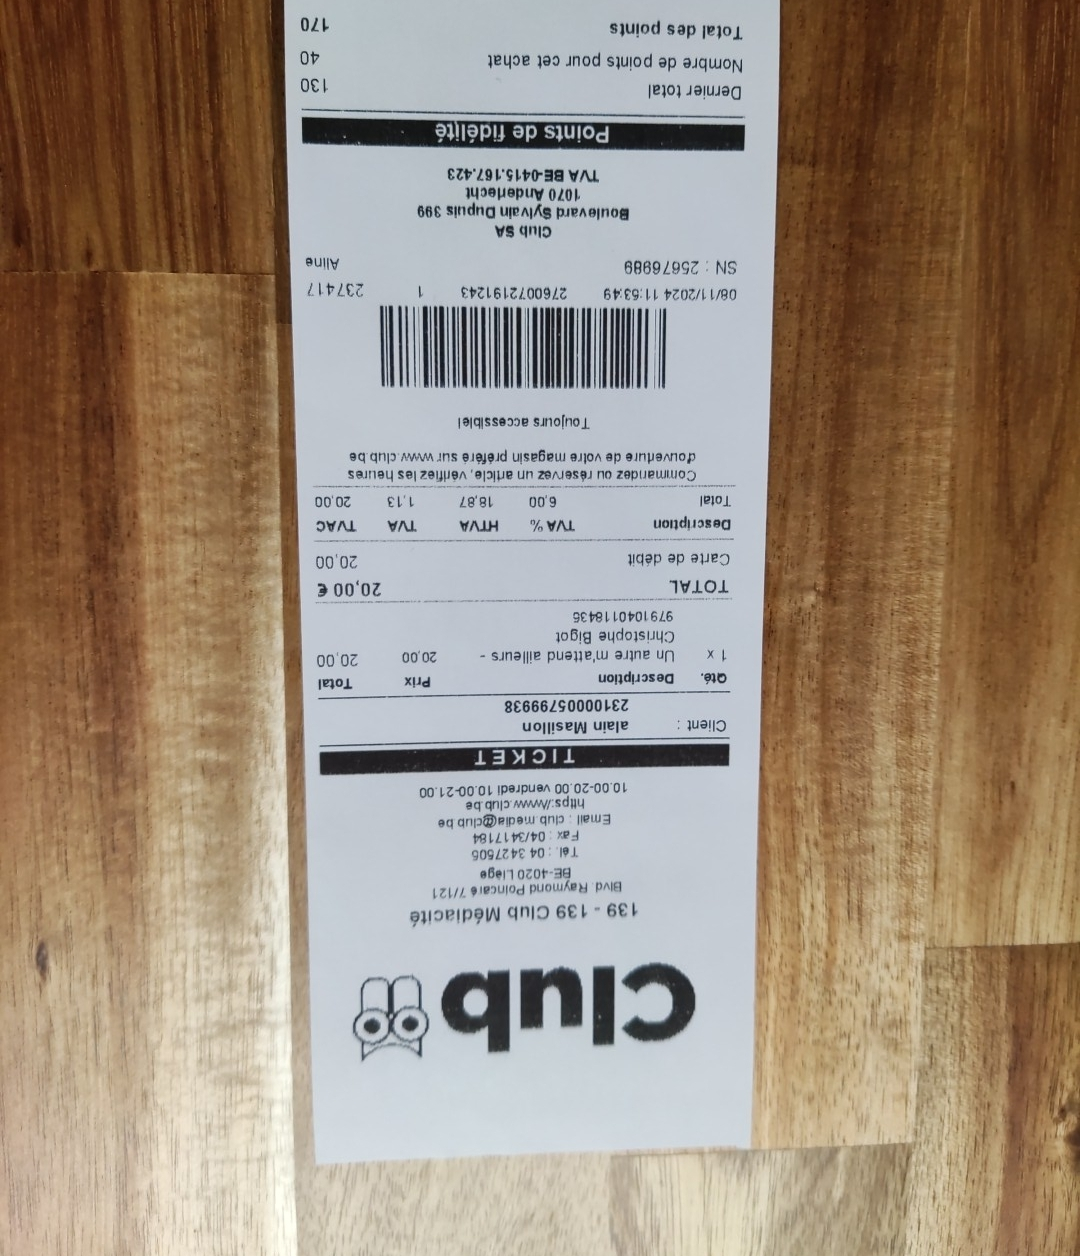 Club
139 - 139 Club Médiacité
Blvd. Raymond Poincaré 7/121
BE-4020 Liège
Tél. : 04 3427505
Fax : 04/3417184
Email : club.media@club.be
https://www.club.be
10.00-20.00 vendredi 10.00-21.00
TICKET
Client : alain Masillon
23100005799938
Qté. Description Prix Total
1 x Un autre m'attend ailleurs - 20,00 20,00
Christophe Bigot
9791040118435
TOTAL 20,00 €
Carte de débit 20,00
Description TVA % HTVA TVA TVAC
Total 6,00 18,87 1,13 20,00
Commandez ou réservez un article, vérifiez les heures
d'ouverture de votre magasin préféré sur www.club.be
Toujours accessible!
08/11/2024 11:53:49 2760072191243 1 237417
SN : 25676989 Aline
Club SA
Boulevard Sylvain Dupuis 399
1070 Anderlecht
TVA BE-0415.167.423
Points de fidélité
Dernier total 130
Nombre de points pour cet achat 40
Total des points 170